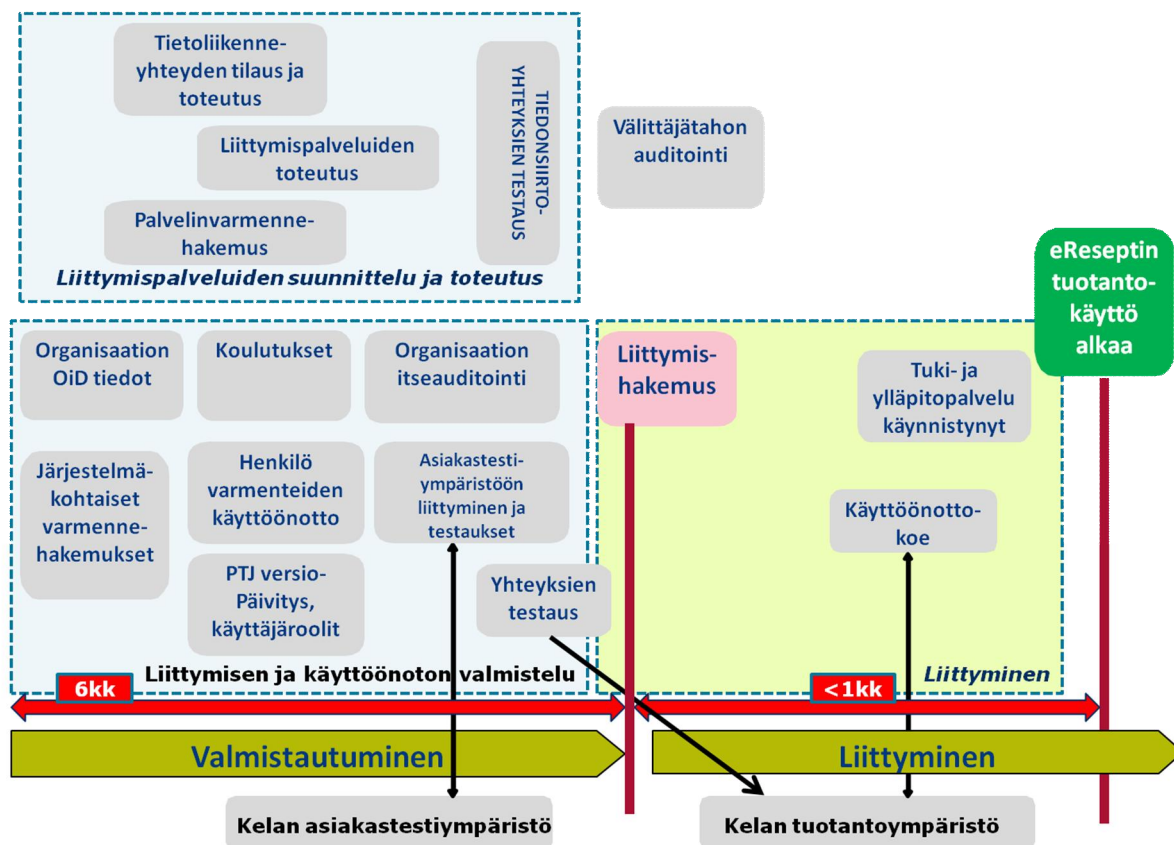 Tietoliikenne-
yhteyden tilaus ja
toteutus
Liittymispalveluiden
toteutus
Palvelinvarmenne-
hakemus
TIEDONSIIRTO-
YHTEYKSIEN TESTAUS
Liittymispalveluiden suunnittelu ja toteutus
Välittäjätahon
auditointi
eReseptin
tuotanto-
käyttö
alkaa
Organisaation
OiD tiedot
Koulutukset
Organisaation
itseauditointi
Järjestelmä-
kohtaiset
varmenne-
hakemukset
Henkilö
varmenteiden
käyttöönotto
Asiakastesti-
ympäristöön
liittyminen ja
testaukset
PTJ versio-
Päivitys,
käyttäjäroolit
Yhteyksien
testaus
Liittymisen ja käyttöönoton valmistelu
Liittymis-
hakemus
Tuki- ja
ylläpitopalvelu
käynnistynyt
Käyttöönotto-
koe
Liittyminen
6kk
<1kk
Valmistautuminen
Liittyminen
Kelan asiakastestiympäristö
Kelan tuotantoympäristö